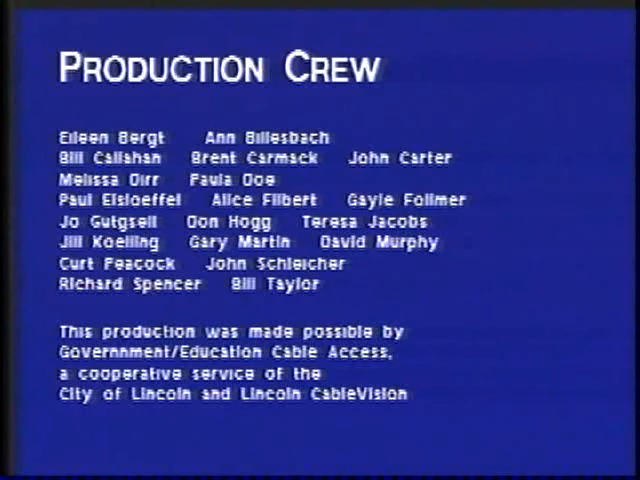 PRODUCTION CREW
Eileen Bergt Ann Billesbach
Bill Callahan Brent Carmack John Carter
Melissa Dirr Paula Doe
Paul Eisloeffel Alice Filbert Gayle Follmer
Jo Gutgsell Don Hogg Teresa Jacobs
Jill Koelling Gary Martin David Murphy
Curt Peacock John Schleicher
Richard Spencer Bill Taylor
This production was made possible by
Governnment/Education Cable Access,
a cooperative service of the
City of Lincoln and Lincoln CableVision